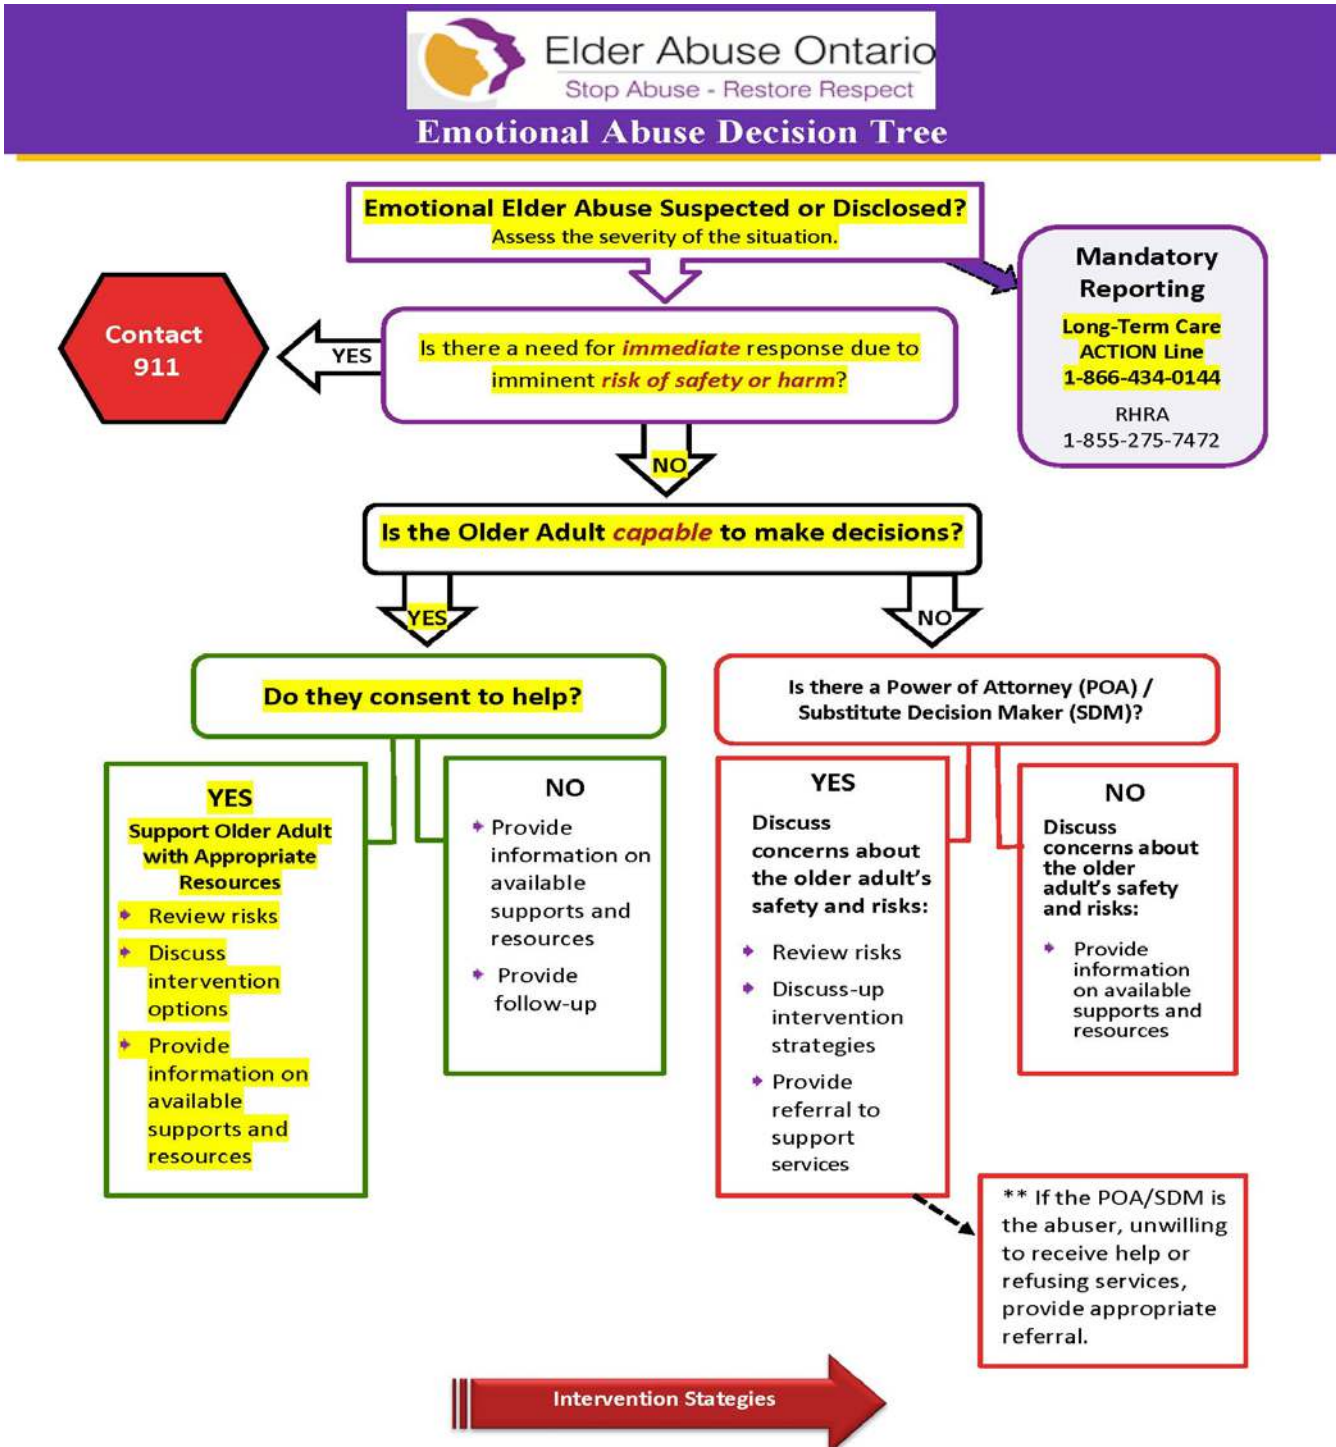 Elder Abuse Ontario
Stop Abuse - Restore Respect
Emotional Abuse Decision Tree
Emotional Elder Abuse Suspected or Disclosed?
Assess the severity of the situation.
Mandatory
Reporting
Long-Term Care
ACTION Line
1-866-434-0144
RHRA
1-855-275-7472
Contact
911
YES
Is there a need for immediate response due to
imminent risk of safety or harm?
NO
Is the Older Adult capable to make decisions?
YES
NO
Do they consent to help?
YES
Support Older Adult
with Appropriate
Resources
Review risks
Discuss
intervention
options
Provide
information on
available
supports and
resources
NO
Provide
information on
available
supports and
resources
Provide
follow-up
Is there a Power of Attorney (POA) /
Substitute Decision Maker (SDM)?
YES
Discuss
concerns about
the older adult's
safety and risks:
Review risks
Discuss-up
intervention
strategies
Provide
referral to
support
services
NO
Discuss
concerns about
the older
adult's safety
and risks:
Provide
information
on available
supports and
resources
** If the POA/SDM is
the abuser, unwilling
to receive help or
refusing services,
provide appropriate
referral.
Intervention Stategies